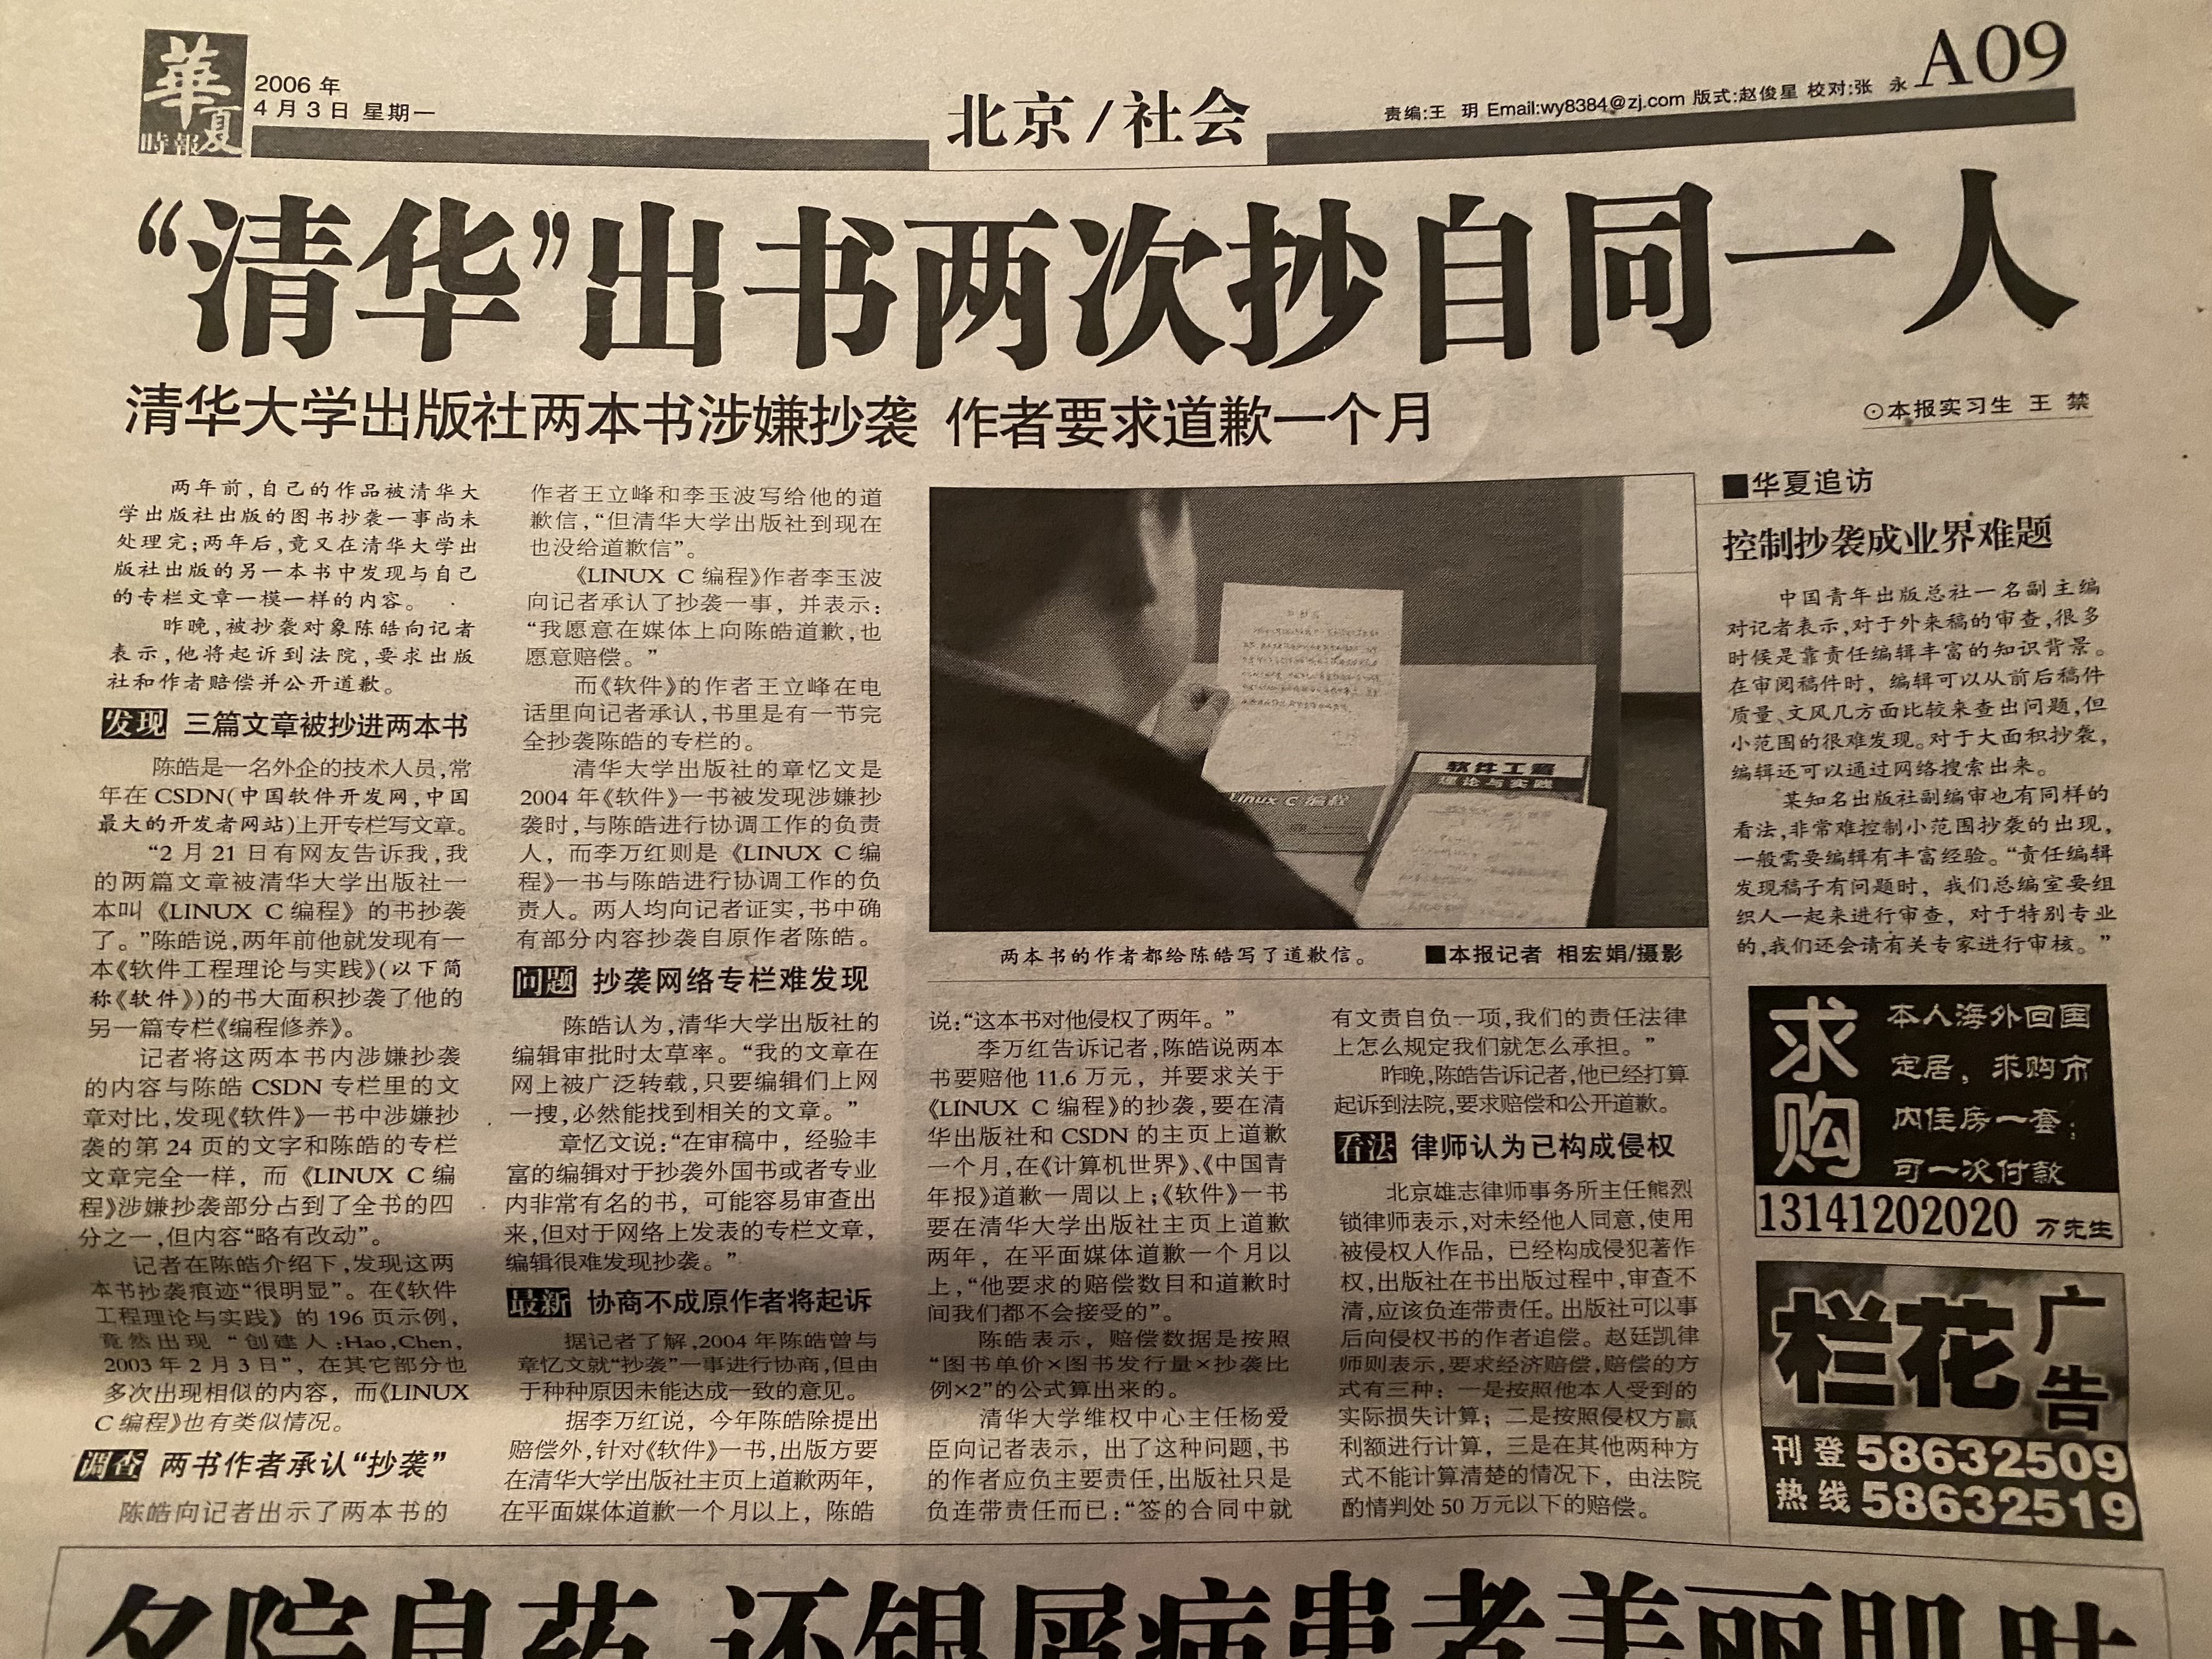 華夏時報
2006 年
4 月 3 日 星期一
北京/社会
责编:王 玥 Email:wy8384@zj.com 版式:赵俊星 校对:张 永
A09
“清华”出书两次抄自同一人
清华大学出版社两本书涉嫌抄袭 作者要求道歉一个月
⊙本报实习生 王 禁
两年前,自己的作品被清华大
学出版社出版的图书抄袭一事尚未
处理完;两年后,竟又在清华大学出
版社出版的另一本书中发现与自己
的专栏文章一模一样的内容。
昨晚,被抄袭对象陈皓向记者
表示,他将起诉到法院,要求出版
社和作者赔偿并公开道歉。
发现 三篇文章被抄进两本书
陈皓是一名外企的技术人员,常
年在 CSDN(中国软件开发网,中国
最大的开发者网站)上开专栏写文章。
“2 月 21 日有网友告诉我,我
的两篇文章被清华大学出版社一
本叫《LINUX C 编程》的书抄袭
了。”陈皓说,两年前他就发现有一
本《软件工程理论与实践》(以下简
称《软件》)的书大面积抄袭了他的
另一篇专栏《编程修养》。
记者将这两本书内涉嫌抄袭
的内容与陈皓 CSDN 专栏里的文
章对比,发现《软件》一书中涉嫌抄
袭的第 24 页的文字和陈皓的专栏
文章完全一样，而《LINUX C 编
程》涉嫌抄袭部分占到了全书的四
分之一,但内容“略有改动”。
记者在陈皓介绍下,发现这两
本书抄袭痕迹“很明显”。在《软件
工程理论与实践》的 196 页示例,
竟然出现“创建人:Hao,Chen,
2003 年 2 月 3 日”，在其它部分也
多次出现相似的内容，而《LINUX
C 编程》也有类似情况。
调查 两书作者承认“抄袭”
陈皓向记者出示了两本书的
作者王立峰和李玉波写给他的道
歉信,“但清华大学出版社到现在
也没给道歉信”。
《LINUX C 编程》作者李玉波
向记者承认了抄袭一事，并表示：
“我愿意在媒体上向陈皓道歉,也
愿意赔偿。”
而《软件》的作者王立峰在电
话里向记者承认,书里是有一节完
全抄袭陈皓的专栏的。
清华大学出版社的章忆文是
2004 年《软件》一书被发现涉嫌抄
袭时,与陈皓进行协调工作的负责
人，而李万红则是《LINUX C 编
程》一书与陈皓进行协调工作的负
责人。两人均向记者证实,书中确
有部分内容抄袭自原作者陈皓。
问题 抄袭网络专栏难发现
陈皓认为,清华大学出版社的
编辑审批时太草率。“我的文章在
网上被广泛转载,只要编辑们上网
一搜,必然能找到相关的文章。”
章忆文说:“在审稿中，经验丰
富的编辑对于抄袭外国书或者专业
内非常有名的书，可能容易审查出
来,但对于网络上发表的专栏文章,
编辑很难发现抄袭。”
最新 协商不成原作者将起诉
据记者了解,2004 年陈皓曾与
章忆文就“抄袭”一事进行协商,但由
于种种原因未能达成一致的意见。
据李万红说，今年陈皓除提出
赔偿外,针对《软件》一书,出版方要
在清华大学出版社主页上道歉两年,
在平面媒体道歉一个月以上，陈皓
软件工程
理论与实践
Linux C 编程
两本书的作者都给陈皓写了道歉信。 ■本报记者 相宏娟/摄影
说:“这本书对他侵权了两年。”
李万红告诉记者,陈皓说两本
书要赔他 11.6 万元，并要求关于
《LINUX C 编程》的抄袭,要在清
华出版社和 CSDN 的主页上道歉
一个月,在《计算机世界》、《中国青
年报》道歉一周以上;《软件》一书
要在清华大学出版社主页上道歉
两年，在平面媒体道歉一个月以
上,“他要求的赔偿数目和道歉时
间我们都不会接受的”。
陈皓表示，赔偿数据是按照
“图书单价×图书发行量×抄袭比
例×2”的公式算出来的。
清华大学维权中心主任杨爱
臣向记者表示，出了这种问题,书
的作者应负主要责任,出版社只是
负连带责任而已:“签的合同中就
有文责自负一项,我们的责任法律
上怎么规定我们就怎么承担。”
昨晚,陈皓告诉记者,他已经打算
起诉到法院,要求赔偿和公开道歉。
看法 律师认为已构成侵权
北京雄志律师事务所主任熊烈
锁律师表示,对未经他人同意,使用
被侵权人作品，已经构成侵犯著作
权,出版社在书出版过程中,审查不
清,应该负连带责任。出版社可以事
后向侵权书的作者追偿。赵廷凯律
师则表示,要求经济赔偿,赔偿的方
式有三种：一是按照他本人受到的
实际损失计算；二是按照侵权方赢
利额进行计算，三是在其他两种方
式不能计算清楚的情况下，由法院
酌情判处 50 万元以下的赔偿。
■华夏追访
控制抄袭成业界难题
中国青年出版总社一名副主编
对记者表示,对于外来稿的审查,很多
时候是靠责任编辑丰富的知识背景。
在审阅稿件时，编辑可以从前后稿件
质量、文风几方面比较来查出问题,但
小范围的很难发现。对于大面积抄袭,
编辑还可以通过网络搜索出来。
某知名出版社副编审也有同样的
看法,非常难控制小范围抄袭的出现,
一般需要编辑有丰富经验。“责任编辑
发现稿子有问题时，我们总编室要组
织人一起来进行审查，对于特别专业
的,我们还会请有关专家进行审核。”
求购
本人海外回国
定居，求购市
内住房一套；
可一次付款
13141202020 万先生
栏花广告
刊登 58632509
热线 58632519
名院良药 还银屑病患者美丽肌肤